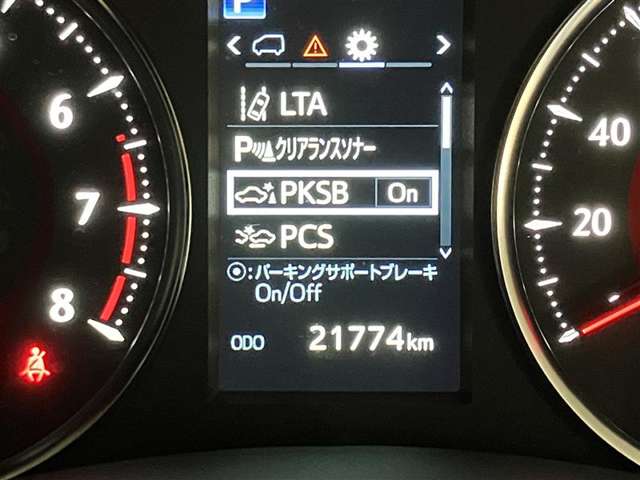 P
LTA
Pクリアランスソナー
PKSB On
PCS
:パーキングサポートブレーキ
On/Off
ODO 21774km
6
7
8
40
20